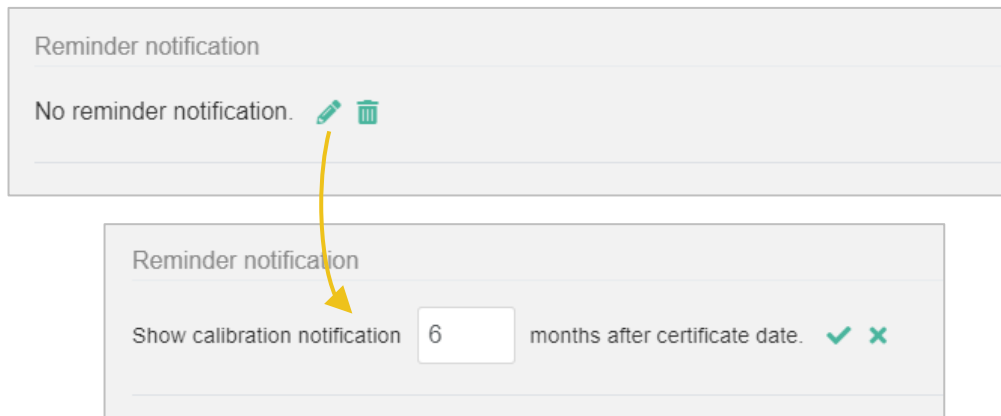 Reminder notification
No reminder notification.
Reminder notification
Show calibration notification 6 months after certificate date.